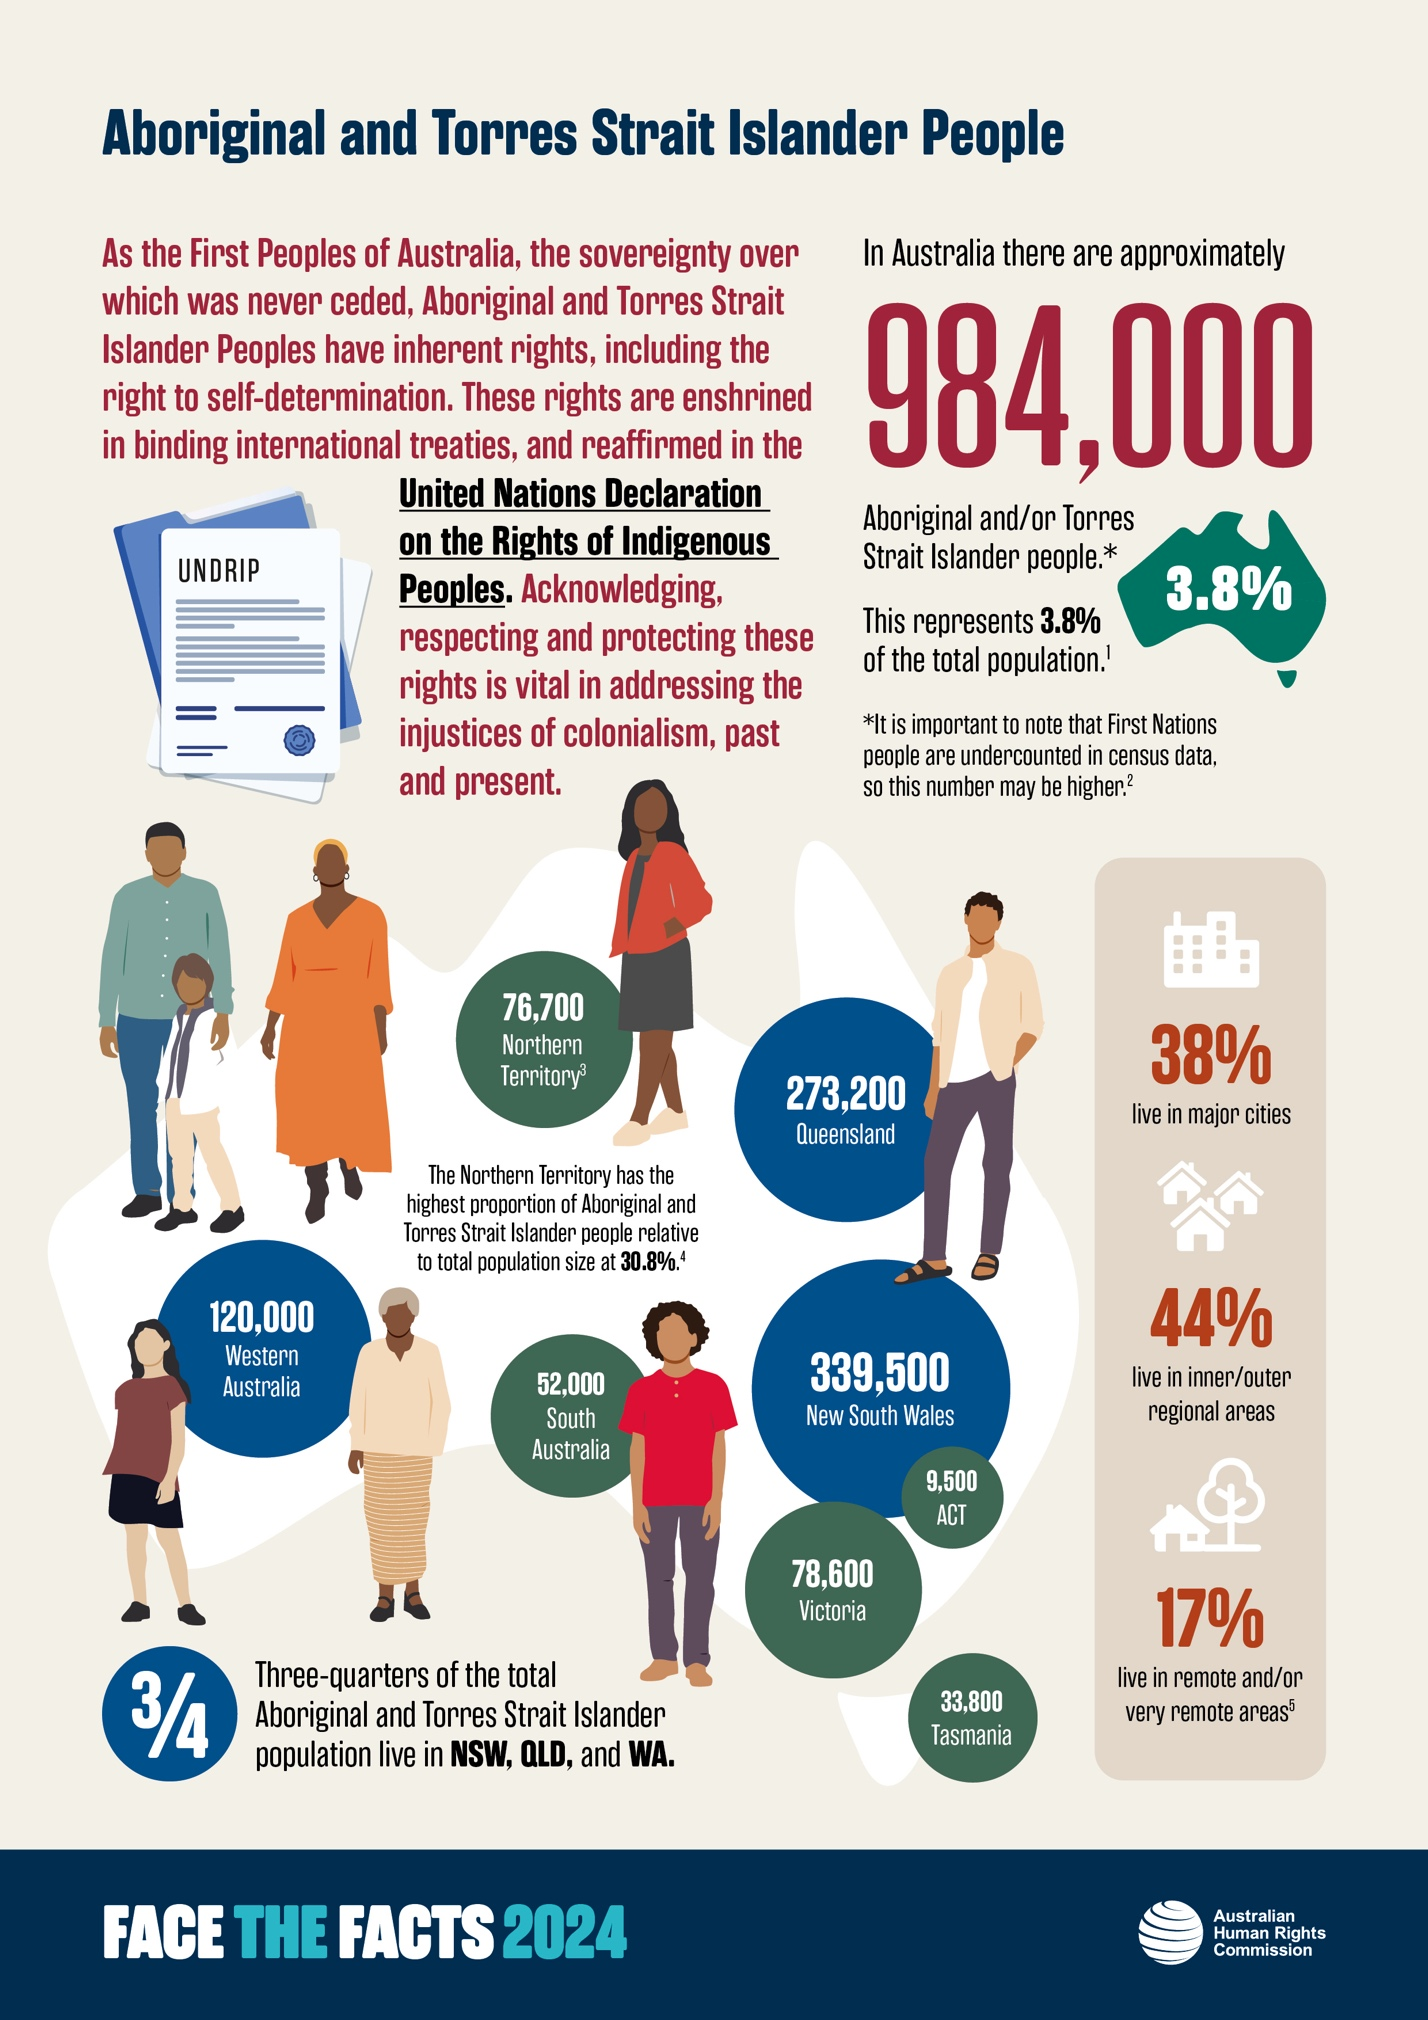 Aboriginal and Torres Strait Islander People
As the First Peoples of Australia, the sovereignty over
which was never ceded, Aboriginal and Torres Strait
Islander Peoples have inherent rights, including the
right to self-determination. These rights are enshrined
in binding international treaties, and reaffirmed in the
United Nations Declaration
on the Rights of Indigenous
Peoples. Acknowledging,
respecting and protecting these
rights is vital in addressing the
injustices of colonialism, past
and present.
UNDRIP
In Australia there are approximately
984,000
Aboriginal and/or Torres
Strait Islander people.*
This represents 3.8%
of the total population.1
3.8%
*It is important to note that First Nations
people are undercounted in census data,
so this number may be higher.2
76,700
Northern
Territory3
273,200
Queensland
The Northern Territory has the
highest proportion of Aboriginal and
Torres Strait Islander people relative
to total population size at 30.8%.4
120,000
Western
Australia
52,000
South
Australia
339,500
New South Wales
9,500
ACT
78,600
Victoria
33,800
Tasmania
3/4
Three-quarters of the total
Aboriginal and Torres Strait Islander
population live in NSW, QLD, and WA.
38%
live in major cities
44%
live in inner/outer
regional areas
17%
live in remote and/or
very remote areas5
FACE THE FACTS 2024
Australian
Human Rights
Commission